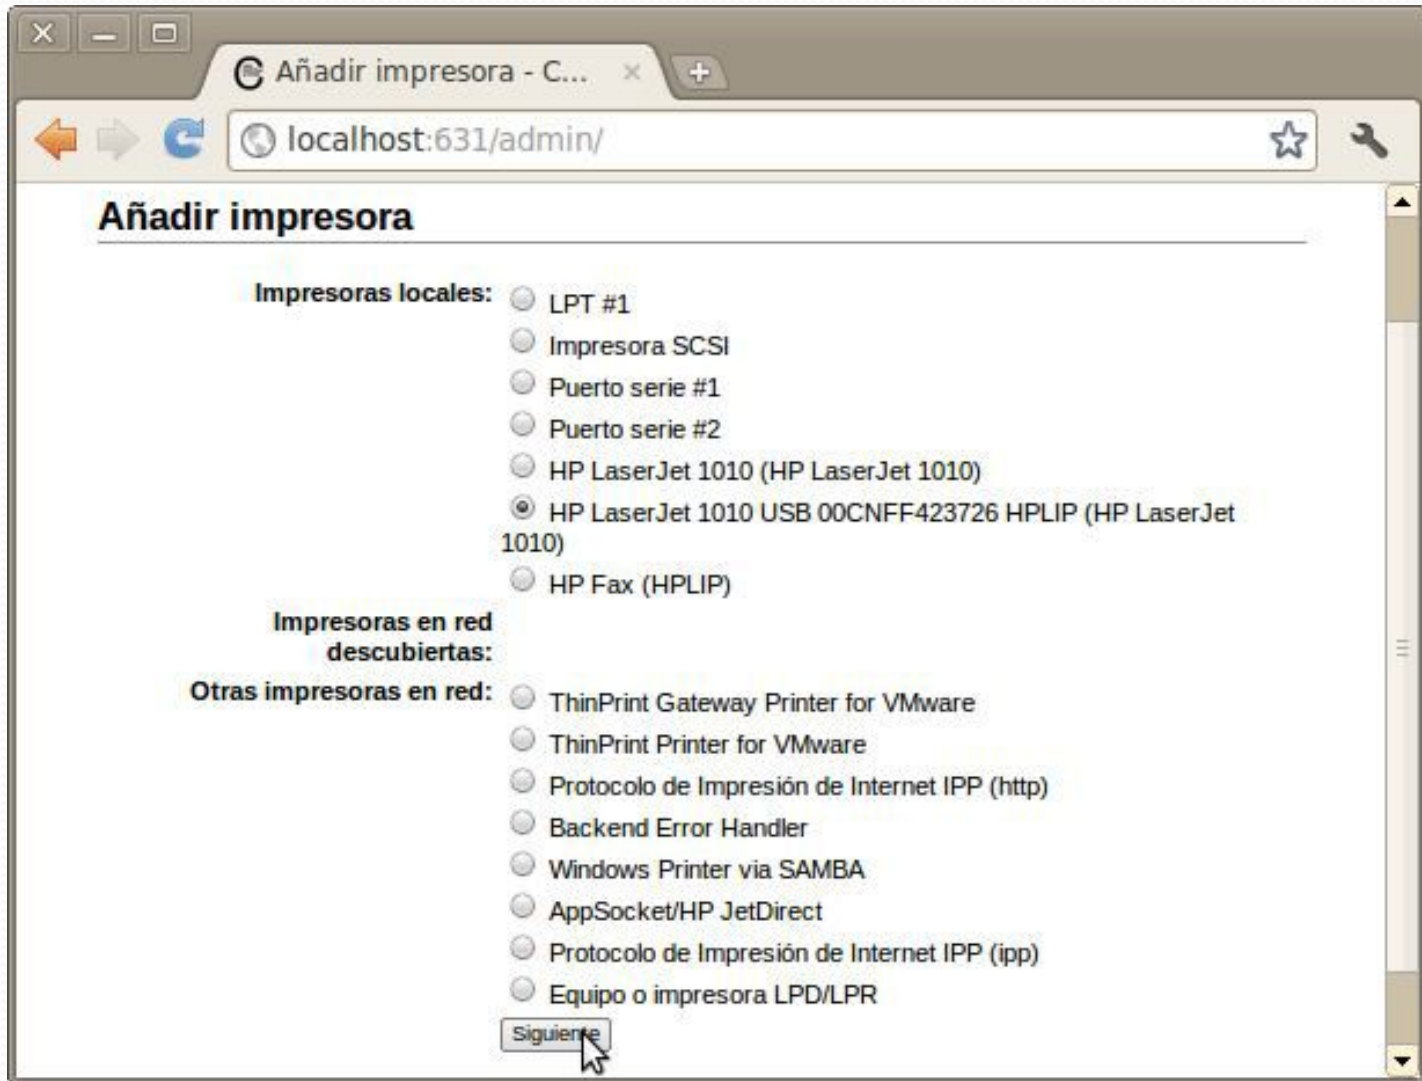 Añadir impresora - C...
localhost:631/admin/
Añadir impresora
Impresoras locales:
LPT #1
Impresora SCSI
Puerto serie #1
Puerto serie #2
HP LaserJet 1010 (HP LaserJet 1010)
HP LaserJet 1010 USB 00CNFF423726 HPLIP (HP LaserJet
1010)
HP Fax (HPLIP)
Impresoras en red
descubiertas:
Otras impresoras en red:
ThinPrint Gateway Printer for VMware
ThinPrint Printer for VMware
Protocolo de Impresión de Internet IPP (http)
Backend Error Handler
Windows Printer via SAMBA
AppSocket/HP JetDirect
Protocolo de Impresión de Internet IPP (ipp)
Equipo o impresora LPD/LPR
Siguiente